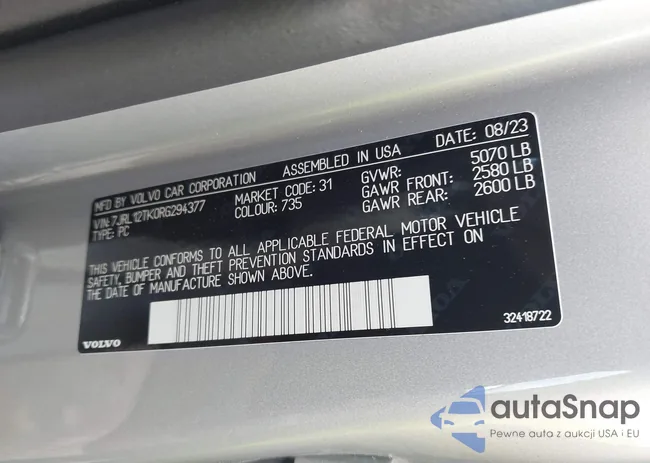 MFD BY VOLVO CAR CORPORATION ASSEMBLED IN USA DATE: 08/23
VIN:7JRL12TK0RG294377 MARKET CODE: 31 GVWR: 5070 LB
TYPE: PC COLOUR: 735 GAWR FRONT: 2580 LB
GAWR REAR: 2600 LB
THIS VEHICLE CONFORMS TO ALL APPLICABLE FEDERAL MOTOR VEHICLE
SAFETY, BUMPER AND THEFT PREVENTION STANDARDS IN EFFECT ON
THE DATE OF MANUFACTURE SHOWN ABOVE.
VOLVO 32418722
autaSnap
Pewne auta z aukcji USA i EU